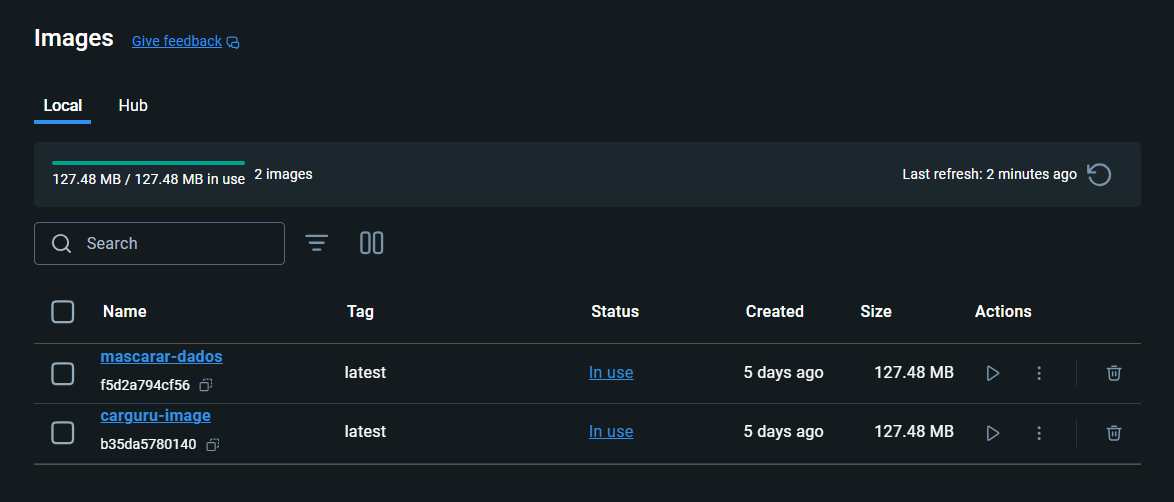 Images Give feedback
Local Hub
127.48 MB / 127.48 MB in use 2 images Last refresh: 2 minutes ago
Search
Name Tag Status Created Size Actions
mascarar-dados
latest In use 5 days ago 127.48 MB
f5d2a794cf56
carguru-image
latest In use 5 days ago 127.48 MB
b35da5780140